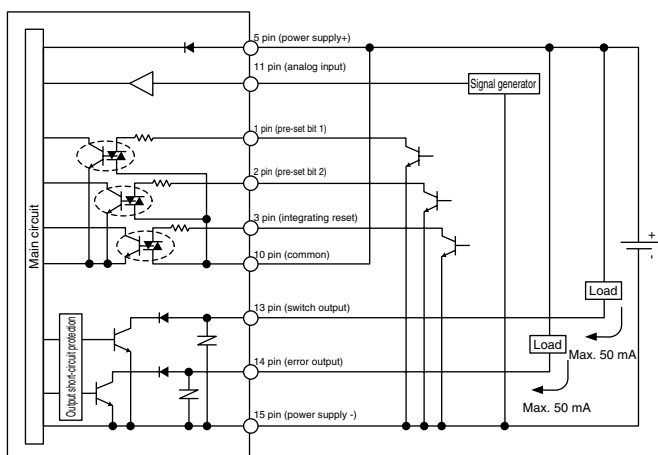 5 pin (power supply+)
11 pin (analog input)
Signal generator
1 pin (pre-set bit 1)
2 pin (pre-set bit 2)
3 pin (integrating reset)
10 pin (common)
Main circuit
+
-
13 pin (switch output)
Load
Output short-circuit protection
14 pin (error output)
Load
Max. 50 mA
Max. 50 mA
15 pin (power supply -)